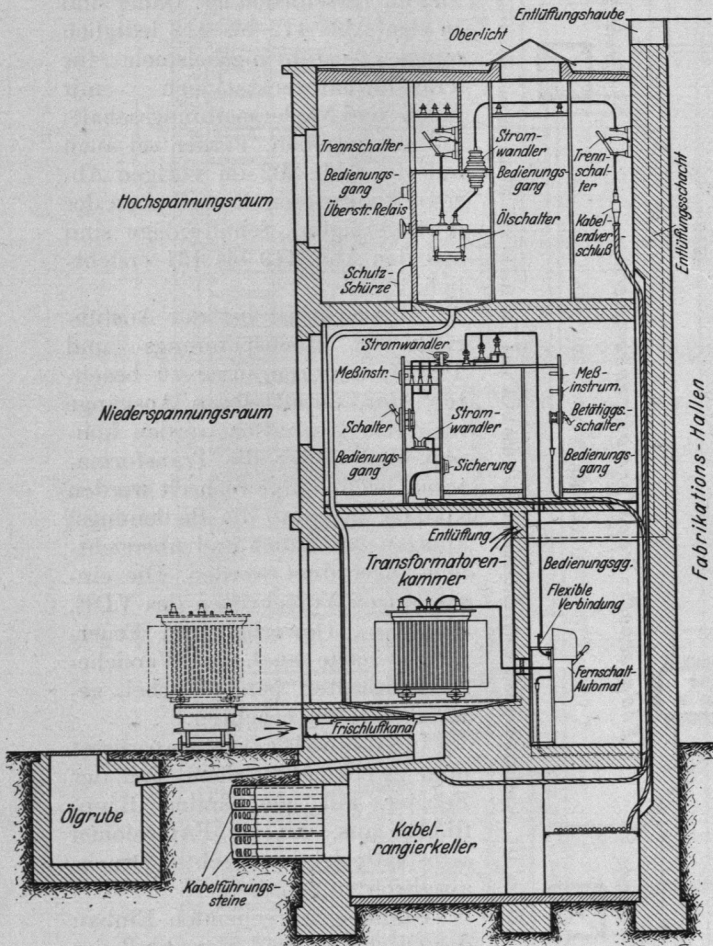 Entlüftungshaube
Oberlicht
Trennschalter
Strom-
wandler
Trenn-
schal-
ter
Bedienungs-
gang
Bedienungs-
gang
Hochspannungsraum
Überstr. Relais
Ölschalter
Kabel-
endver-
schluß
Entlüftungsschacht
Schutz-
Schürze
Stromwandler
Meßinstr.
Meß-
instrum.
Niederspannungsraum
Schalter
Strom-
wandler
Betätiggs.-
schalter
Bedienungs-
gang
Sicherung
Bedienungs-
gang
Fabrikations-Hallen
Entlüftung
Transformatoren-
kammer
Bedienungsgg.
Flexible
Verbindung
Fernschalt-
Automat
Frischluftkanal
Ölgrube
Kabel-
rangierkeller
Kabelführungs-
steine